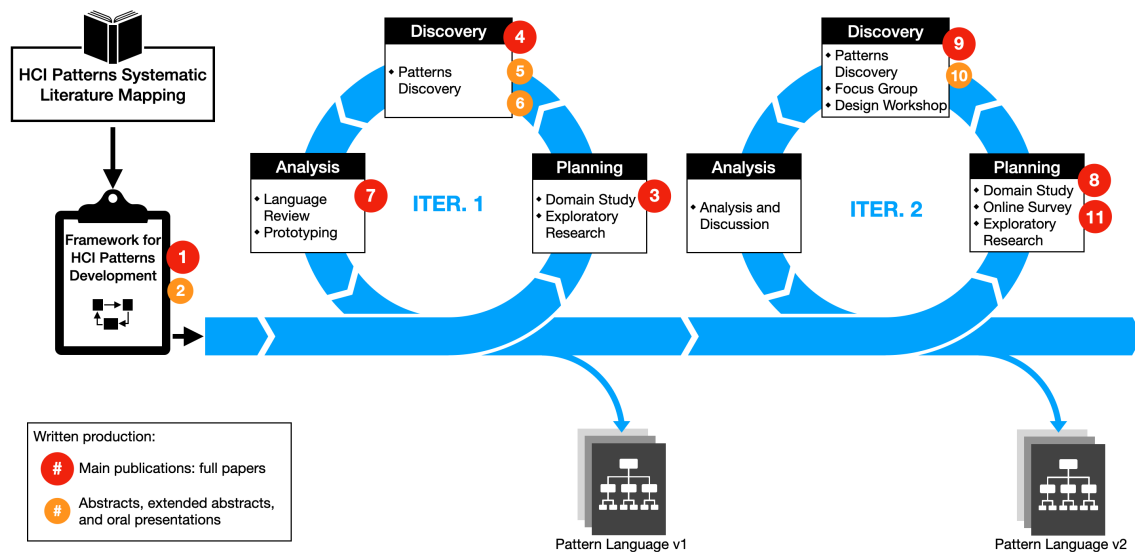 HCI Patterns Systematic
Literature Mapping
Framework for
HCI Patterns
Development
1
2
Discovery
4
◆ Patterns
Discovery
5
6
Analysis
◆ Language
Review
◆ Prototyping
7
ITER. 1
Planning
◆ Domain Study
◆ Exploratory
Research
3
Discovery
9
◆ Patterns
Discovery
◆ Focus Group
◆ Design Workshop
10
Analysis
◆ Analysis and
Discussion
ITER. 2
Planning
◆ Domain Study
◆ Online Survey
◆ Exploratory
Research
8
11
Written production:
# Main publications: full papers
# Abstracts, extended abstracts,
and oral presentations
Pattern Language v1
Pattern Language v2